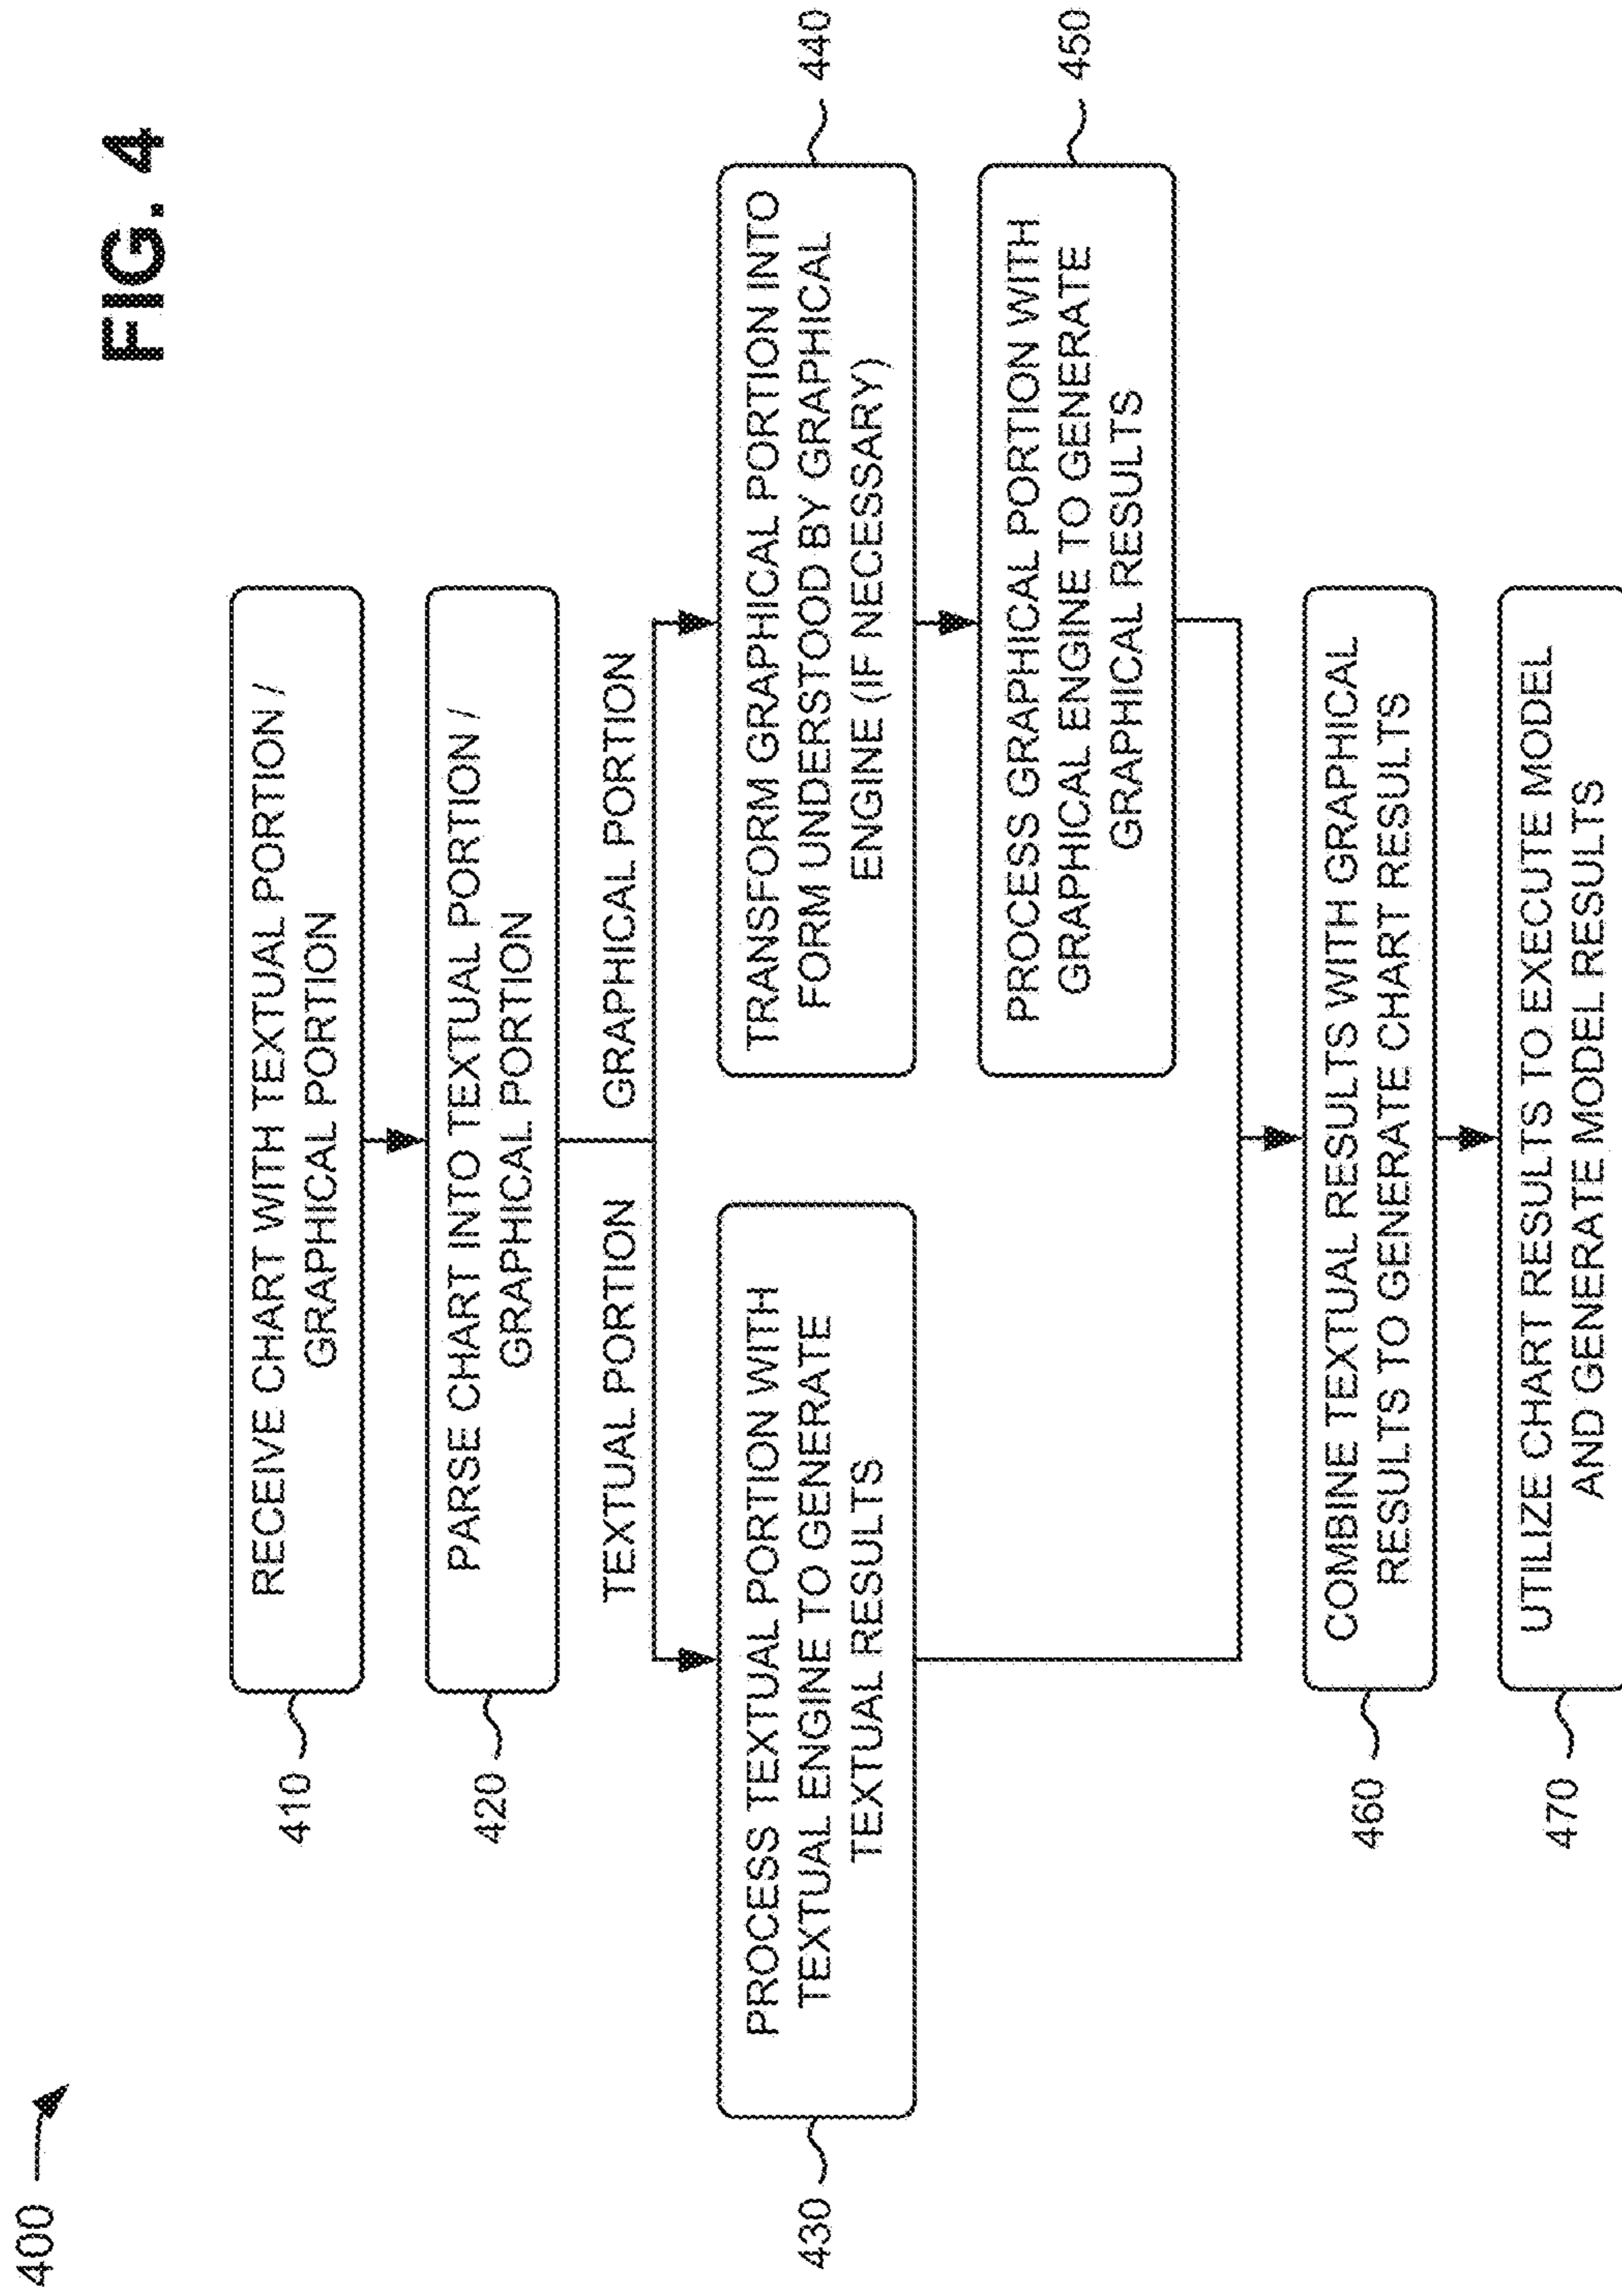 400
FIG. 4
410
RECEIVE CHART WITH TEXTUAL PORTION /
GRAPHICAL PORTION
420
PARSE CHART INTO TEXTUAL PORTION /
GRAPHICAL PORTION
TEXTUAL PORTION
GRAPHICAL PORTION
430
PROCESS TEXTUAL PORTION WITH
TEXTUAL ENGINE TO GENERATE
TEXTUAL RESULTS
TRANSFORM GRAPHICAL PORTION INTO
FORM UNDERSTOOD BY GRAPHICAL
ENGINE (IF NECESSARY)
440
PROCESS GRAPHICAL PORTION WITH
GRAPHICAL ENGINE TO GENERATE
GRAPHICAL RESULTS
450
460
COMBINE TEXTUAL RESULTS WITH GRAPHICAL
RESULTS TO GENERATE CHART RESULTS
470
UTILIZE CHART RESULTS TO EXECUTE MODEL
AND GENERATE MODEL RESULTS